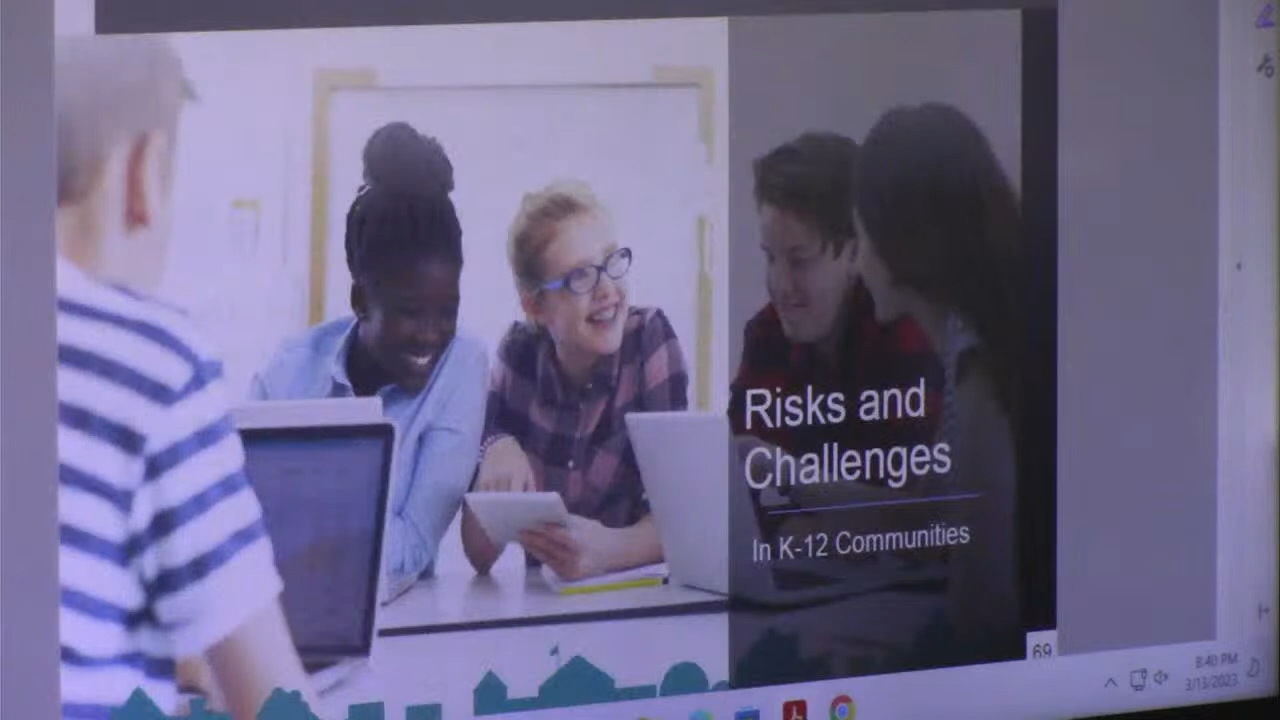 Risks and
Challenges
In K-12 Communities
69
8:40 PM
3/13/2023